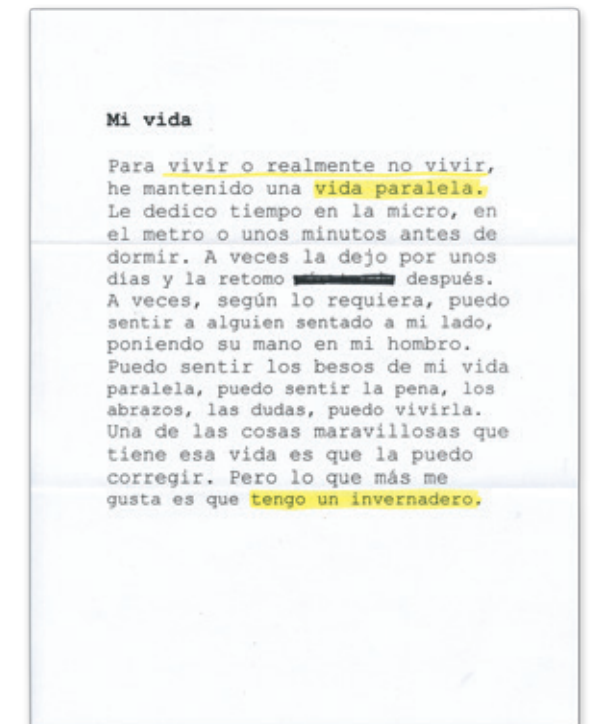 Mi vida
Para vivir o realmente no vivir,
he mantenido una vida paralela.
Le dedico tiempo en la micro, en
el metro o unos minutos antes de
dormir. A veces la dejo por unos
días y la retomo después.
A veces, según lo requiera, puedo
sentir a alguien sentado a mi lado,
poniendo su mano en mi hombro.
Puedo sentir los besos de mi vida
paralela, puedo sentir la pena, los
abrazos, las dudas, puedo vivirla.
Una de las cosas maravillosas que
tiene esa vida es que la puedo
corregir. Pero lo que más me
gusta es que tengo un invernadero.